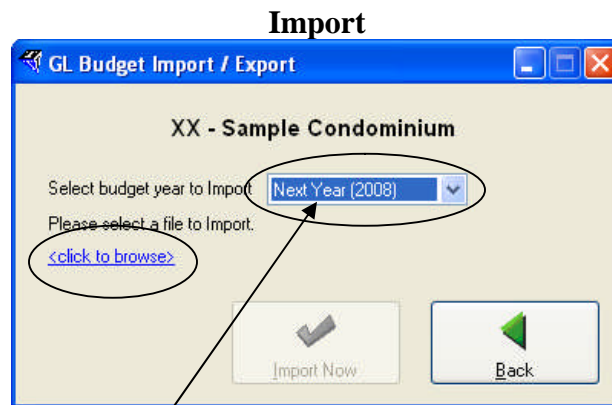 Import
GL Budget Import / Export
XX - Sample Condominium
Select budget year to Import Next Year (2008)
Please select a file to Import.
<click to browse>
Import Now
Back